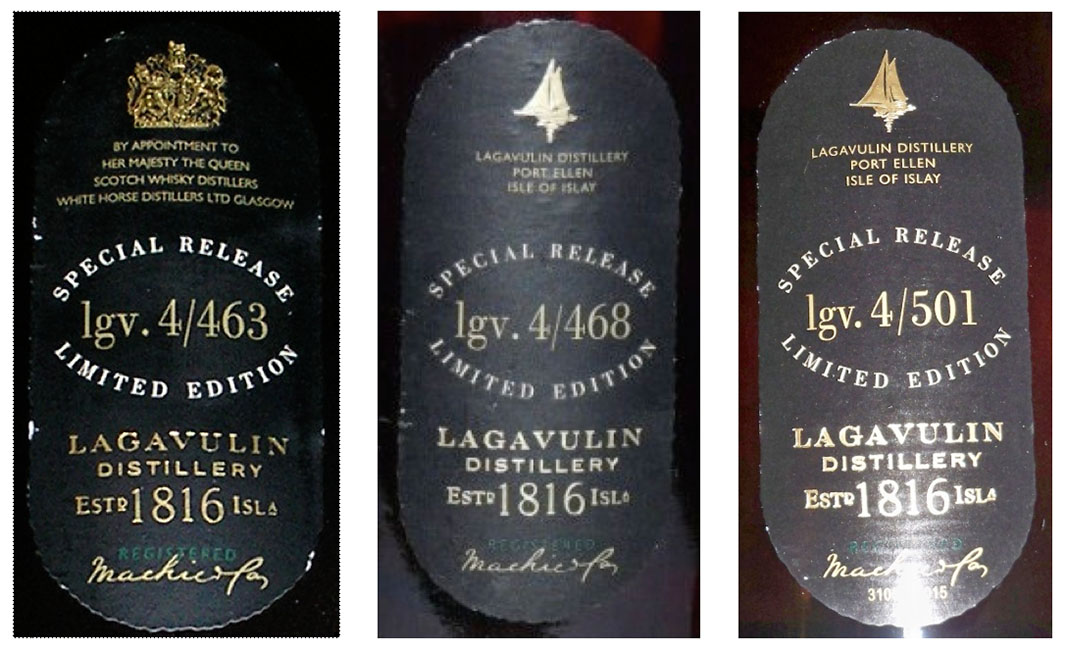 BY APPOINTMENT TO
HER MAJESTY THE QUEEN
SCOTCH WHISKY DISTILLERS
WHITE HORSE DISTILLERS LTD GLASGOW
SPECIAL RELEASE
lgv. 4/463
LIMITED EDITION
LAGAVULIN
DISTILLERY
ESTD 1816 ISLA
REGISTERED
Mackie & Co
LAGAVULIN DISTILLERY
PORT ELLEN
ISLE OF ISLAY
SPECIAL RELEASE
lgv. 4/468
LIMITED EDITION
LAGAVULIN
DISTILLERY
ESTD 1816 ISLA
REGISTERED
Mackie & Co
LAGAVULIN DISTILLERY
PORT ELLEN
ISLE OF ISLAY
SPECIAL RELEASE
lgv. 4/501
LIMITED EDITION
LAGAVULIN
DISTILLERY
ESTD 1816 ISLA
REGISTERED
Mackie & Co